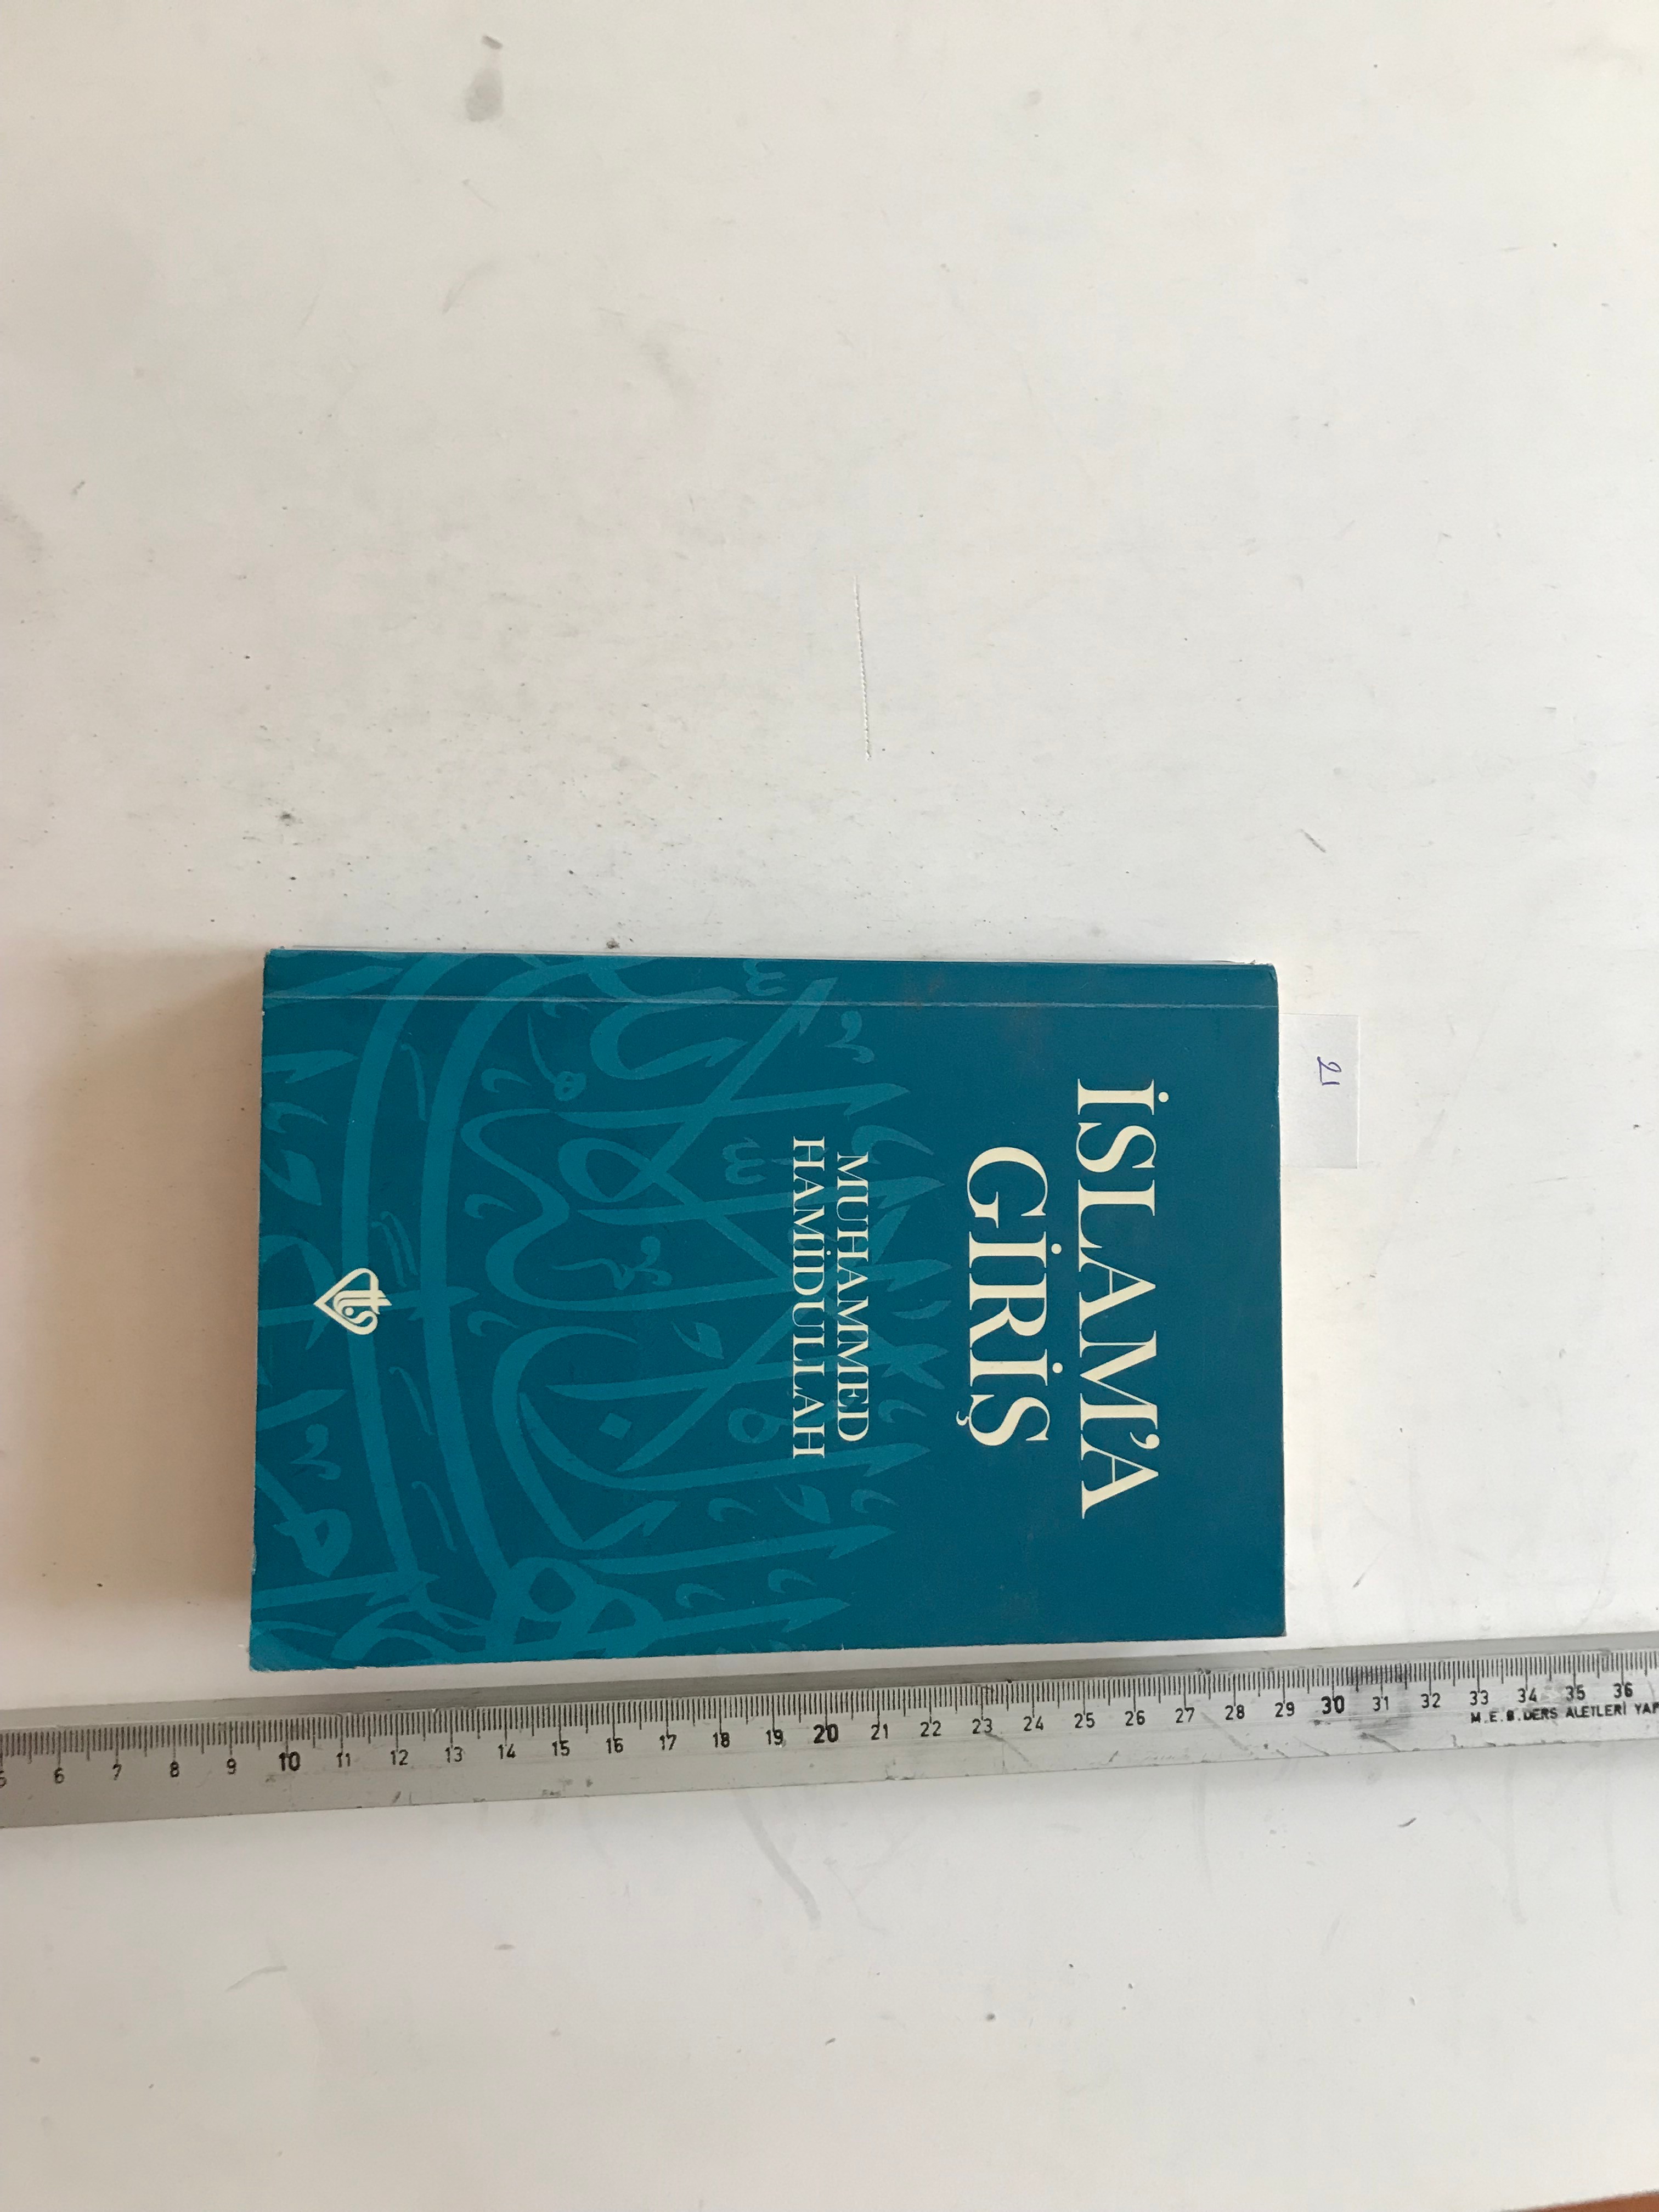 İSLAM'A
GİRİŞ
MUHAMMED
HAMİDULLAH
21
6 7 8 9 10 11 12 13 14 15 16 17 18 19 20 21 22 23 24 25 26 27 28 29 30 31 32 33 34 35 36
M.E.B. DERS ALETLERİ YAP